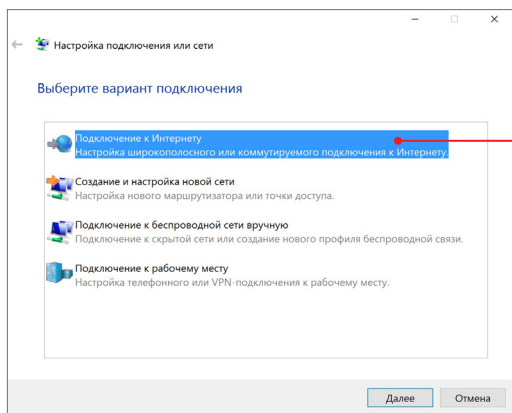 Настройка подключения или сети
Выберите вариант подключения
Подключение к Интернету
Настройка широкополосного или коммутируемого подключения к Интернету.
Создание и настройка новой сети
Настройка нового маршрутизатора или точки доступа.
Подключение к беспроводной сети вручную
Подключение к скрытой сети или создание нового профиля беспроводной связи.
Подключение к рабочему месту
Настройка телефонного или VPN-подключения к рабочему месту.
Далее Отмена